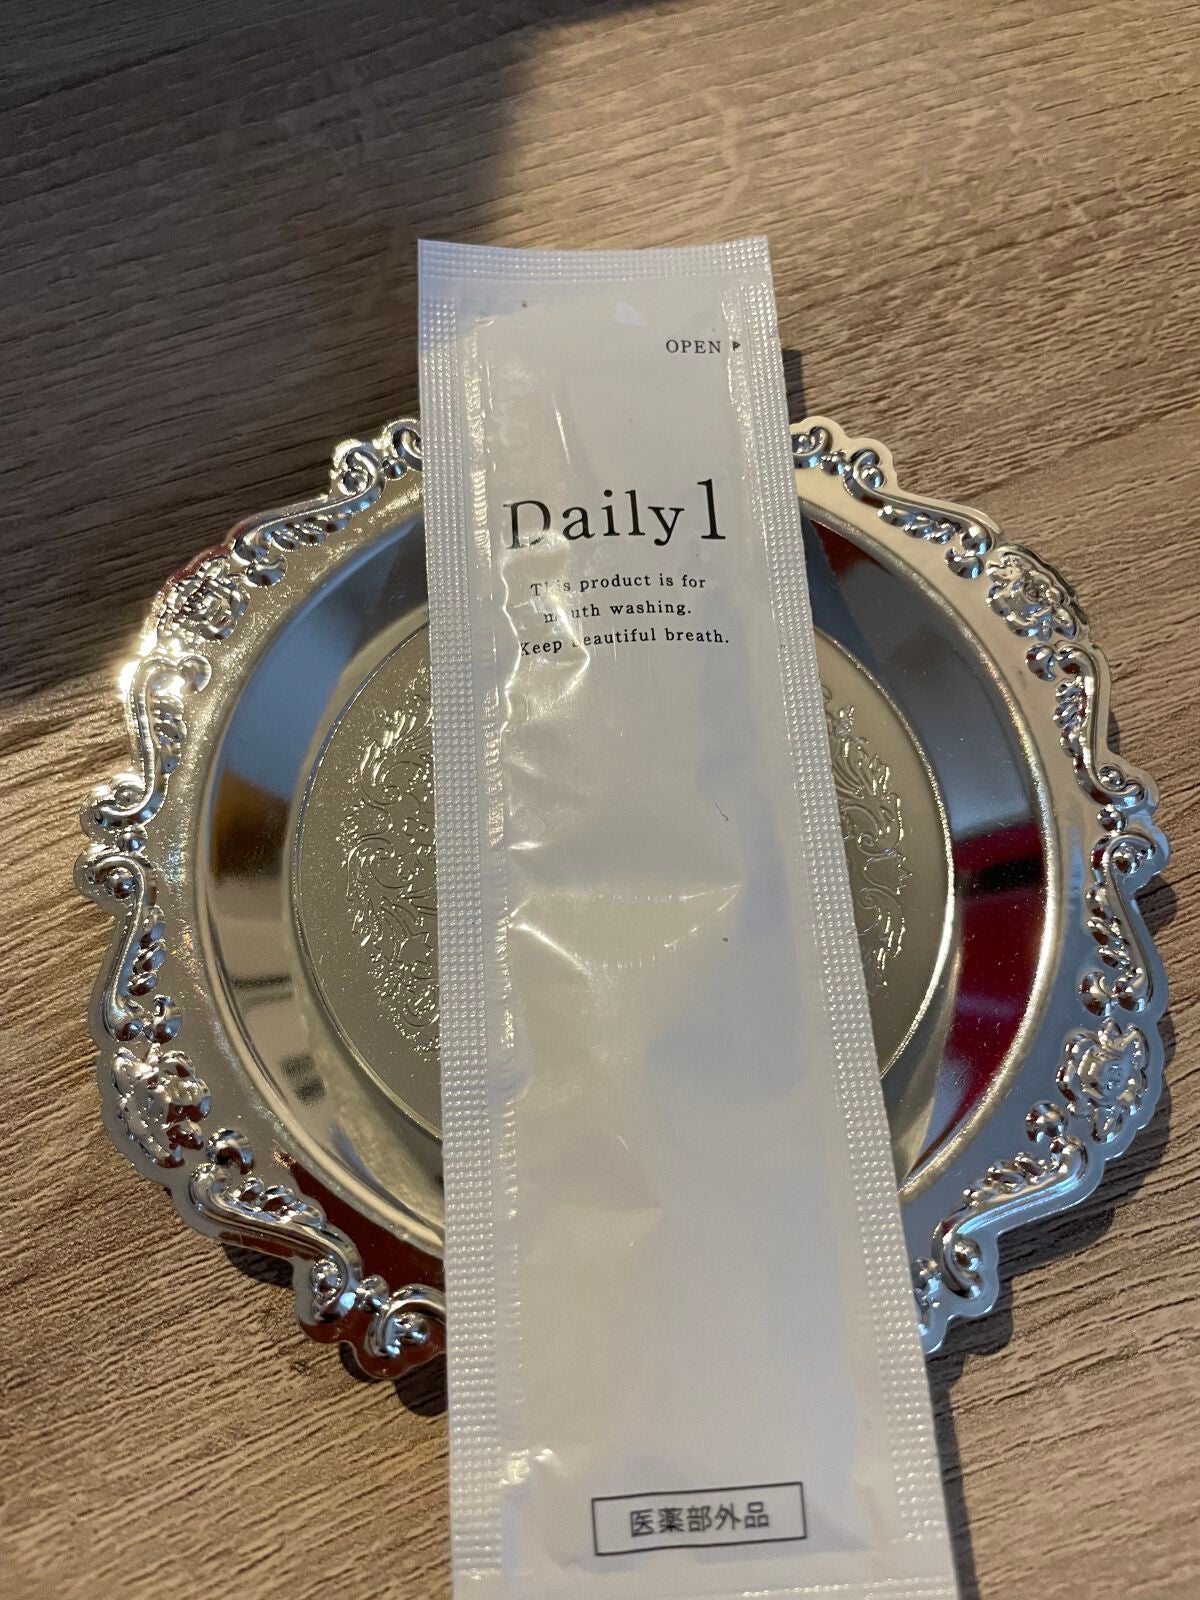 OPEN ▶
Daily 1
This product is for
mouth washing.
Keep beautiful breath.
医薬部外品